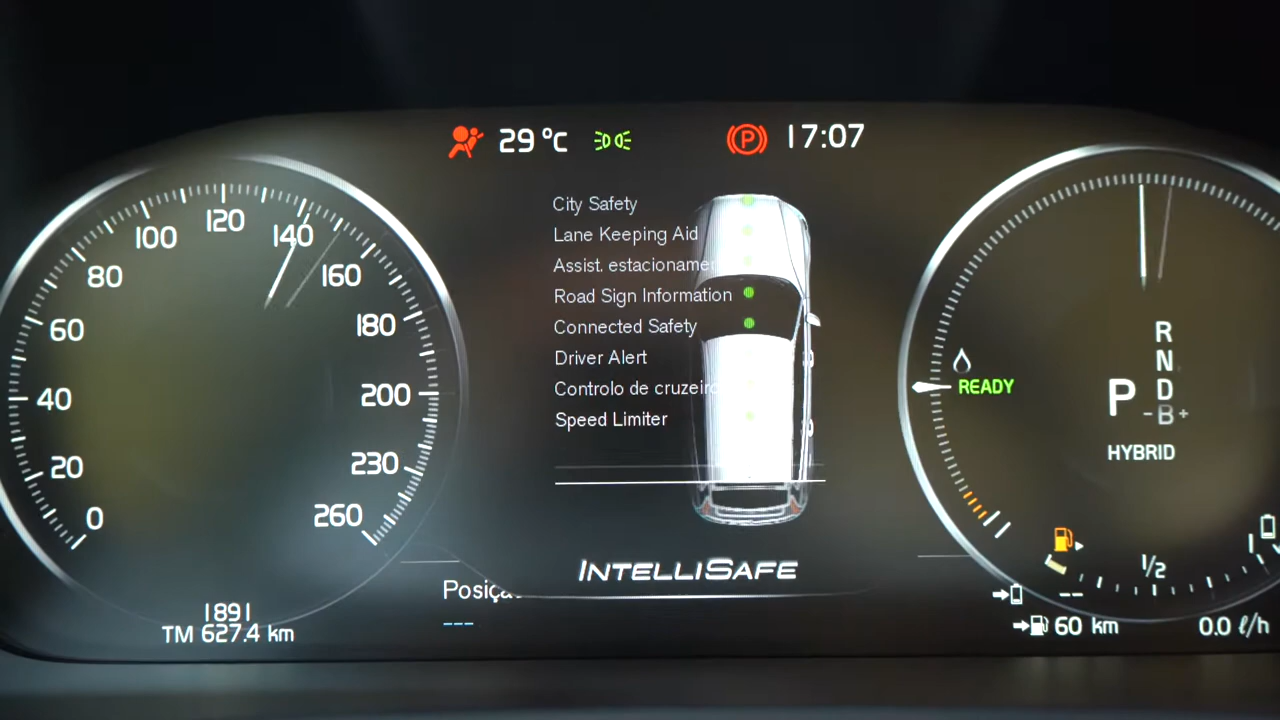 29 °C
17:07
City Safety
Lane Keeping Aid
Assist. estacionamen
Road Sign Information
Connected Safety
Driver Alert
Controlo de cruzeiro
Speed Limiter
INTELLISAFE
0
20
40
60
80
100
120
140
160
180
200
230
260
1891
TM 627.4 km
Posiça
---
READY
R
N
P D
-B+
HYBRID
1/2
--
60 km
0.0 ℓ/h